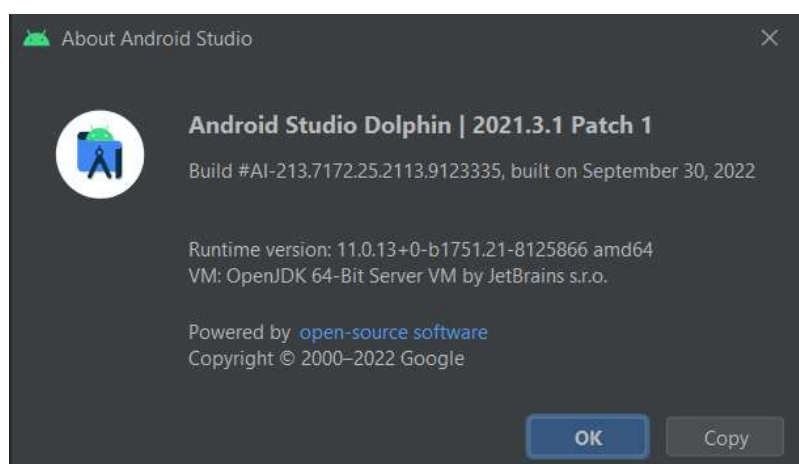 About Android Studio
Android Studio Dolphin | 2021.3.1 Patch 1
Build #AI-213.7172.25.2113.9123335, built on September 30, 2022
Runtime version: 11.0.13+0-b1751.21-8125866 amd64
VM: OpenJDK 64-Bit Server VM by JetBrains s.r.o.
Powered by open-source software
Copyright © 2000–2022 Google
OK Copy